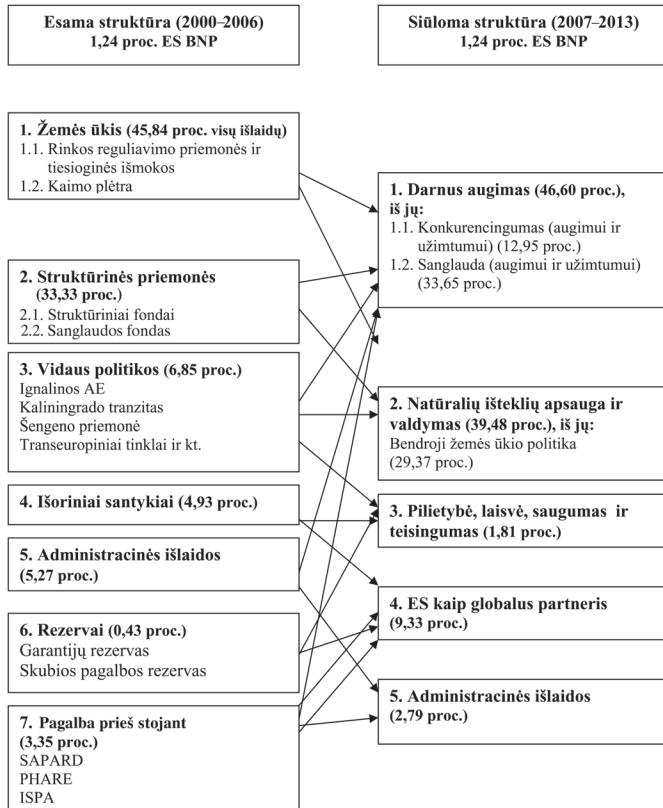 Esama struktūra (2000–2006)
1,24 proc. ES BNP
1. Žemės ūkis (45,84 proc. visų išlaidų)
1.1. Rinkos reguliavimo priemonės ir
tiesioginės išmokos
1.2. Kaimo plėtra
2. Struktūrinės priemonės
(33,33 proc.)
2.1. Struktūriniai fondai
2.2. Sanglaudos fondas
3. Vidaus politikos (6,85 proc.)
Ignalinos AE
Kaliningrado tranzitas
Šengeno priemonė
Transeuropiniai tinklai ir kt.
4. Išoriniai santykiai (4,93 proc.)
5. Administracinės išlaidos
(5,27 proc.)
6. Rezervai (0,43 proc.)
Garantijų rezervas
Skubios pagalbos rezervas
7. Pagalba prieš stojant
(3,35 proc.)
SAPARD
PHARE
ISPA
Siūloma struktūra (2007–2013)
1,24 proc. ES BNP
1. Darnus augimas (46,60 proc.),
iš jų:
1.1. Konkurencingumas (augimui ir
užimtumui) (12,95 proc.)
1.2. Sanglauda (augimui ir užimtumui)
(33,65 proc.)
2. Natūralių išteklių apsauga ir
valdymas (39,48 proc.), iš jų:
Bendroji žemės ūkio politika
(29,37 proc.)
3. Pilietybė, laisvė, saugumas ir
teisingumas (1,81 proc.)
4. ES kaip globalus partneris
(9,33 proc.)
5. Administracinės išlaidos
(2,79 proc.)